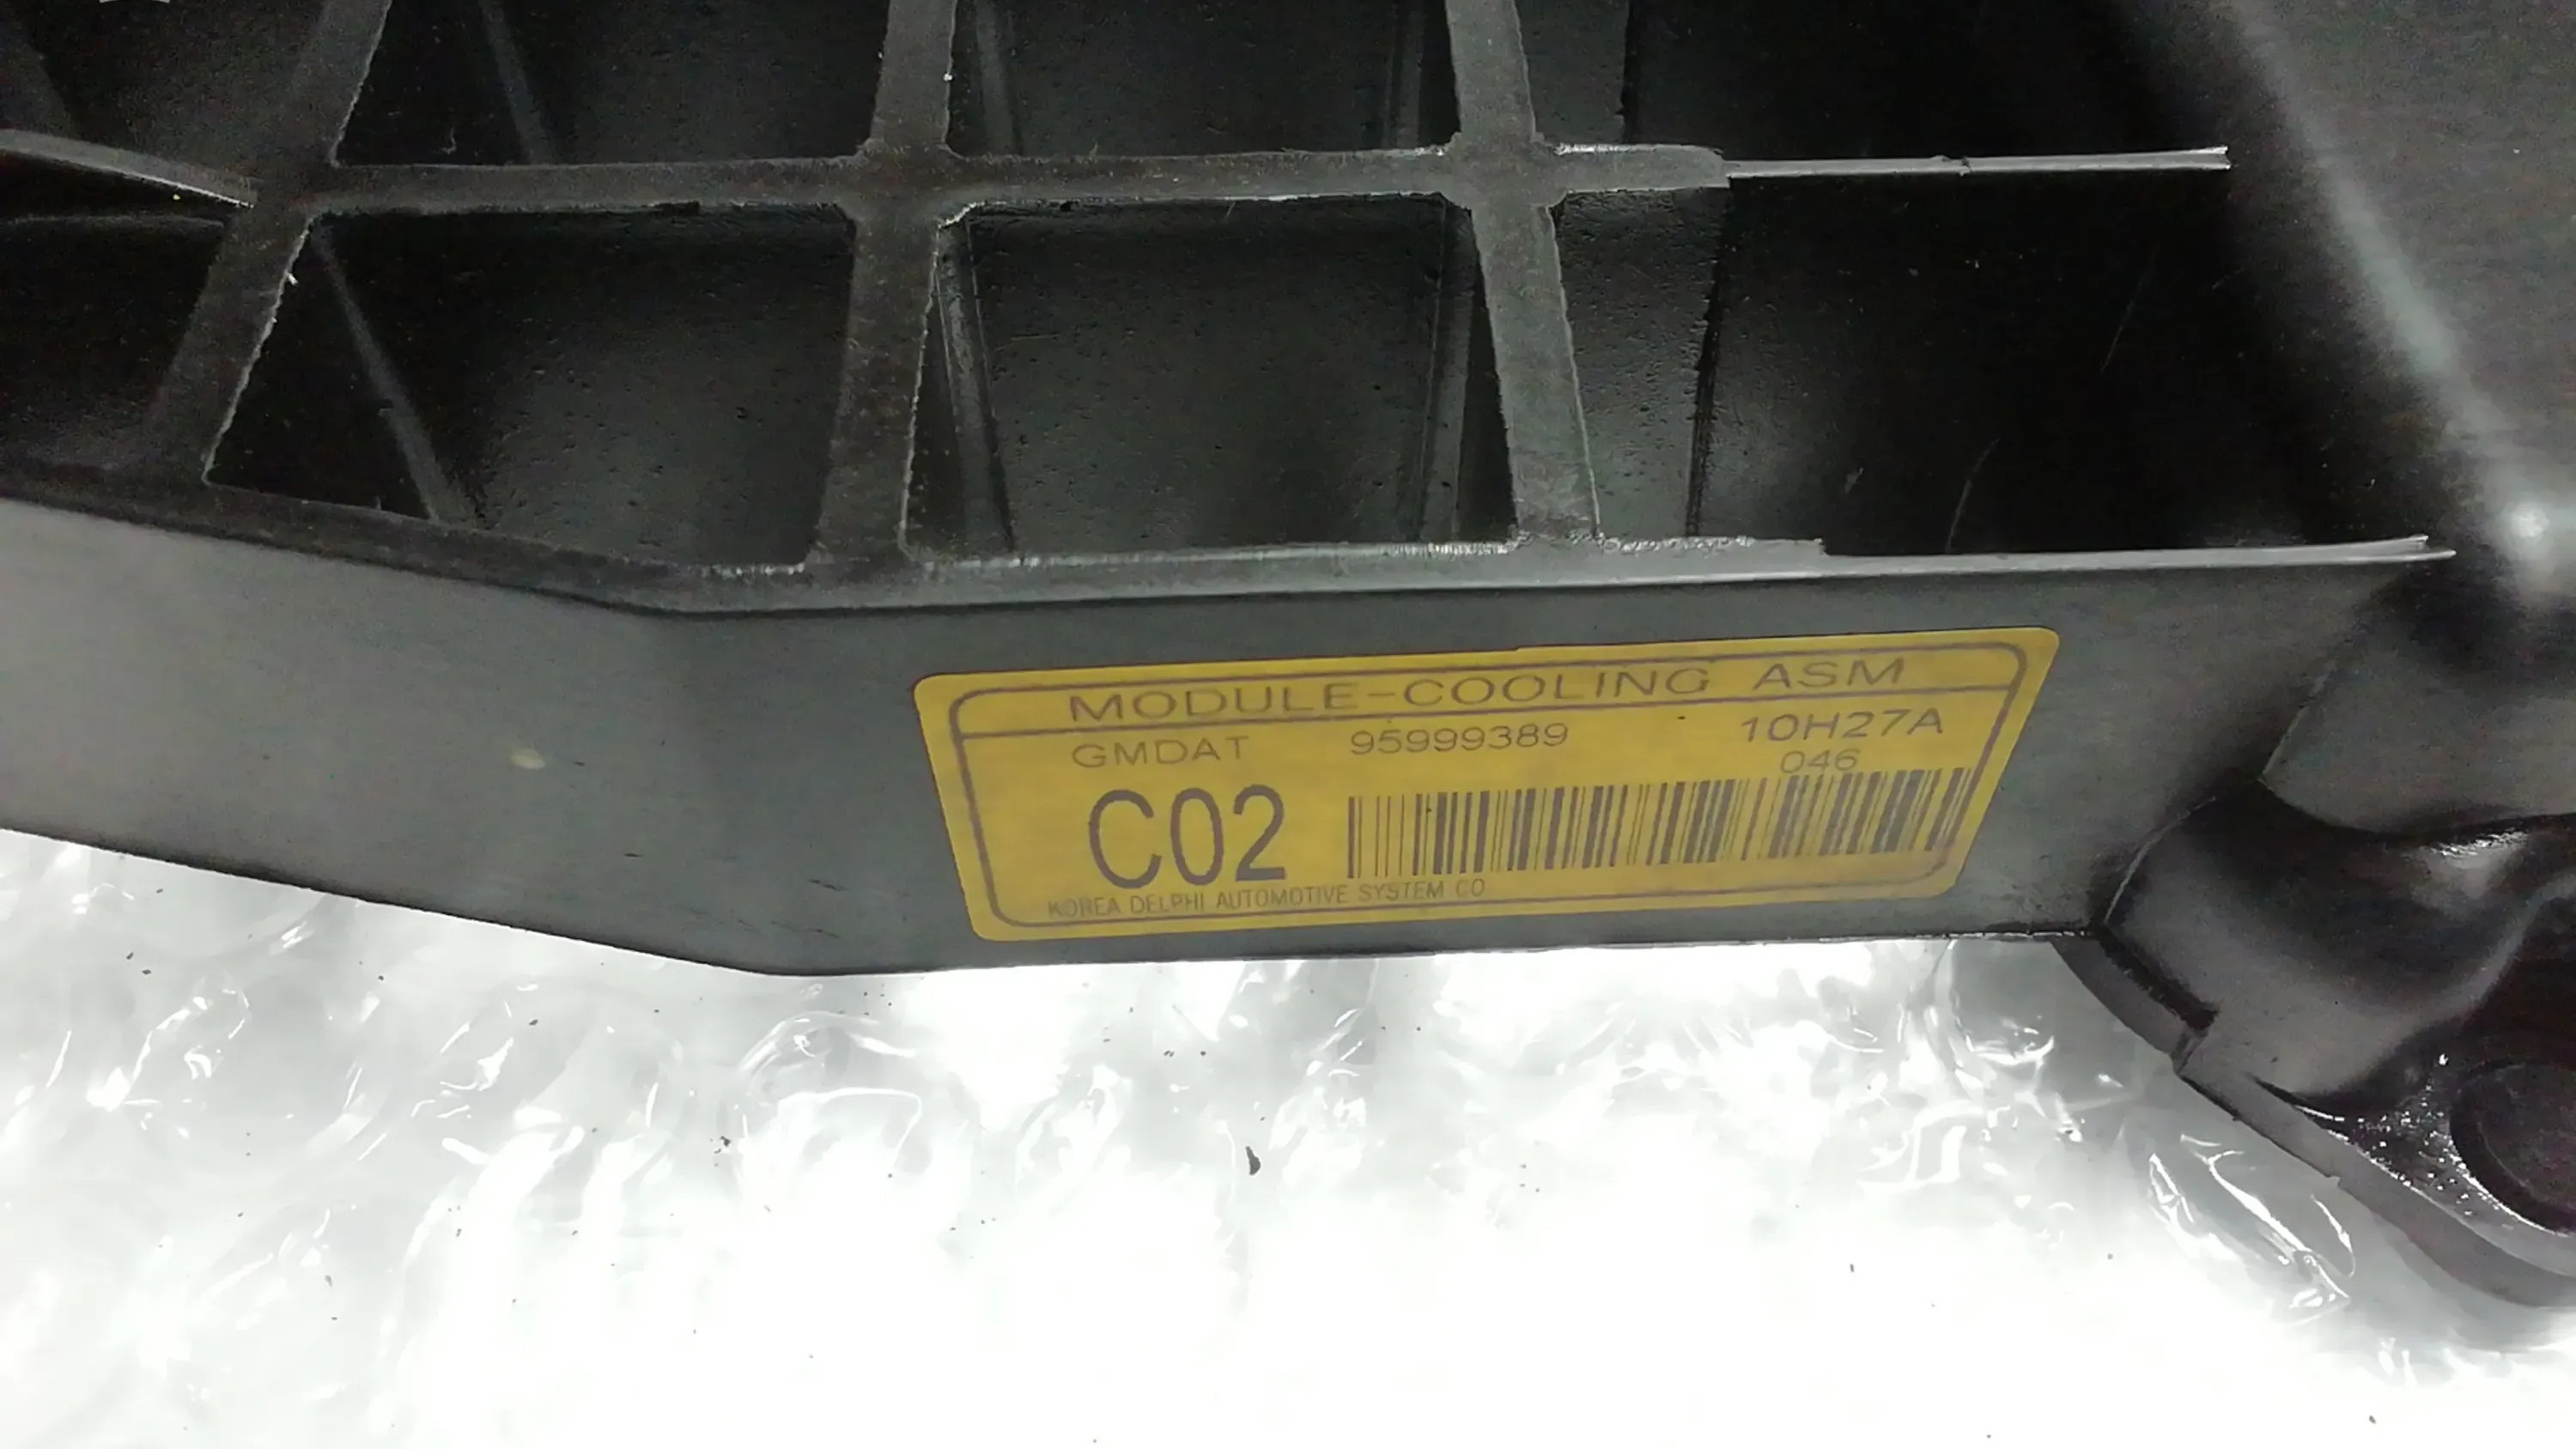 MODULE-COOLING ASM
GMDAT 95999389 10H27A
046
C02
KOREA DELPHI AUTOMOTIVE SYSTEM CO